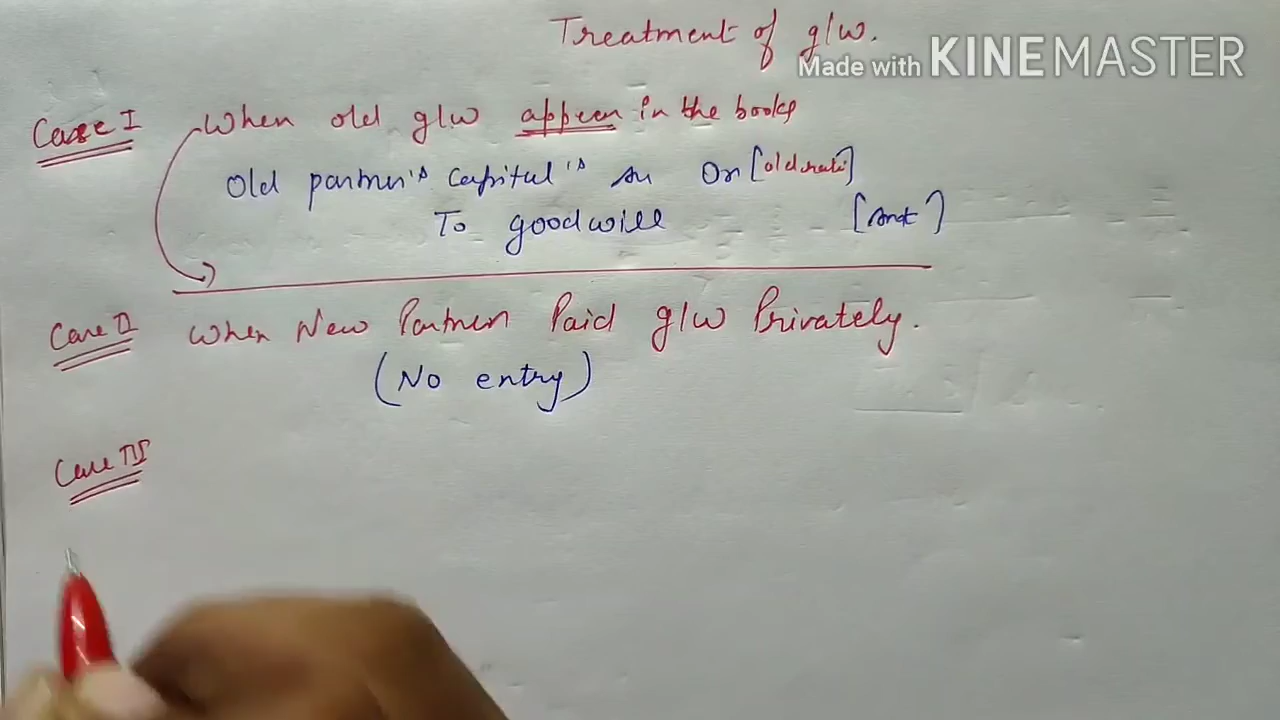 Treatment of g/w.
Made with KINEMASTER
Case I When old g/w appear in the books
Old partner's Capital's Dr [old ratio]
To goodwill [Amt]
Case II When New Partner Paid g/w Privately.
(No entry)
Case III